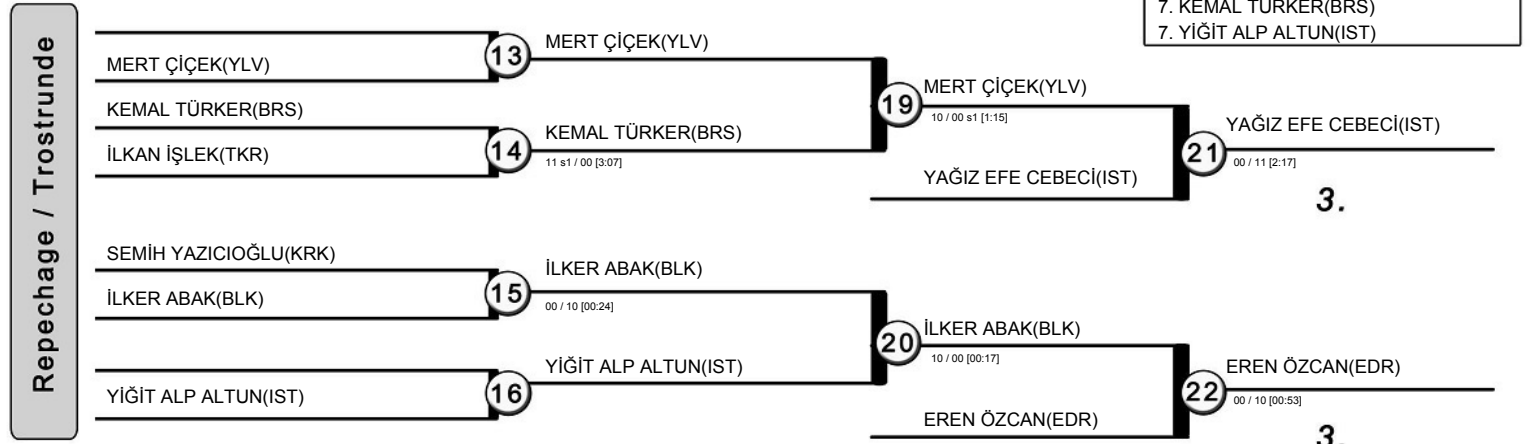 7. KEMAL TÜRKER(BRS)
7. YİĞİT ALP ALTUN(IST)
Repechage / Trostrunde
MERT ÇİÇEK(YLV)
13
MERT ÇİÇEK(YLV)
KEMAL TÜRKER(BRS)
İLKAN İŞLEK(TKR)
14
KEMAL TÜRKER(BRS)
11 s1 / 00 [3:07]
19
MERT ÇİÇEK(YLV)
10 / 00 s1 [1:15]
YAĞIZ EFE CEBECİ(IST)
21
YAĞIZ EFE CEBECİ(IST)
00 / 11 [2:17]
3.
SEMİH YAZICIOĞLU(KRK)
İLKER ABAK(BLK)
15
İLKER ABAK(BLK)
00 / 10 [00:24]
YİĞİT ALP ALTUN(IST)
16
YİĞİT ALP ALTUN(IST)
20
İLKER ABAK(BLK)
10 / 00 [00:17]
EREN ÖZCAN(EDR)
22
EREN ÖZCAN(EDR)
00 / 10 [00:53]
3.